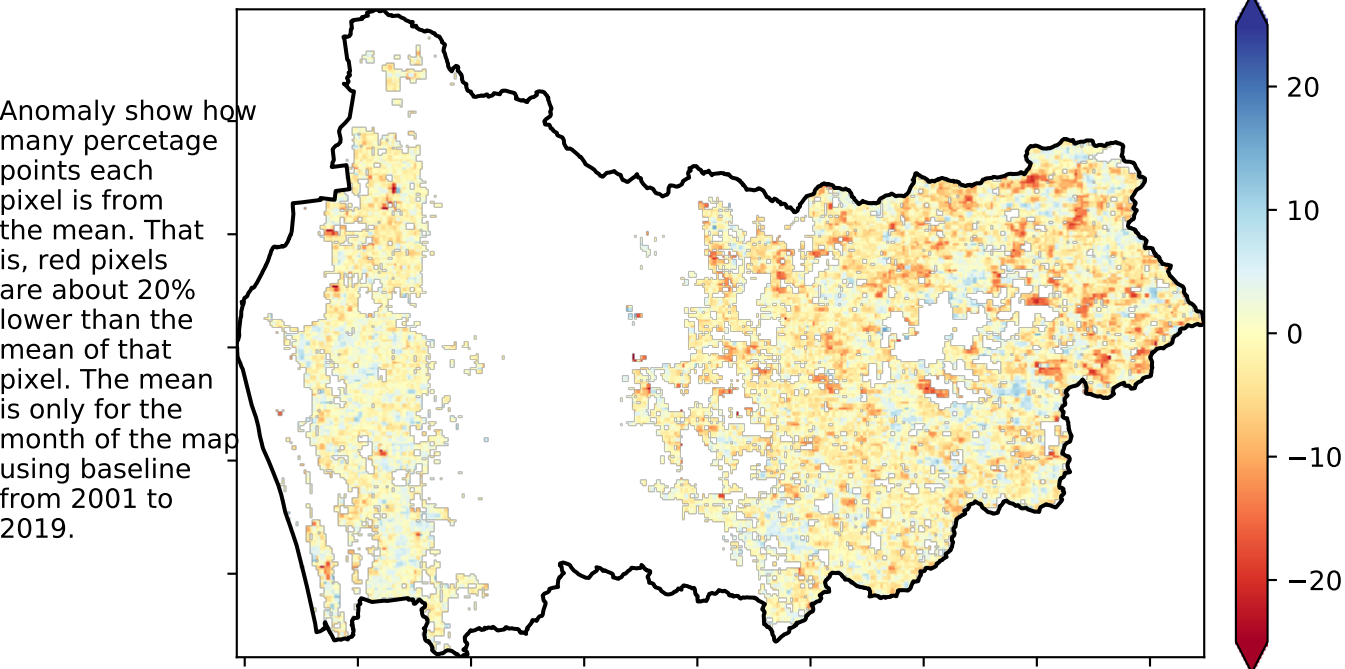 Anomaly show how
many percetage
points each
pixel is from
the mean. That
is, red pixels
are about 20%
lower than the
mean of that
pixel. The mean
is only for the
month of the map
using baseline
from 2001 to
2019.
20
10
0
−10
−20